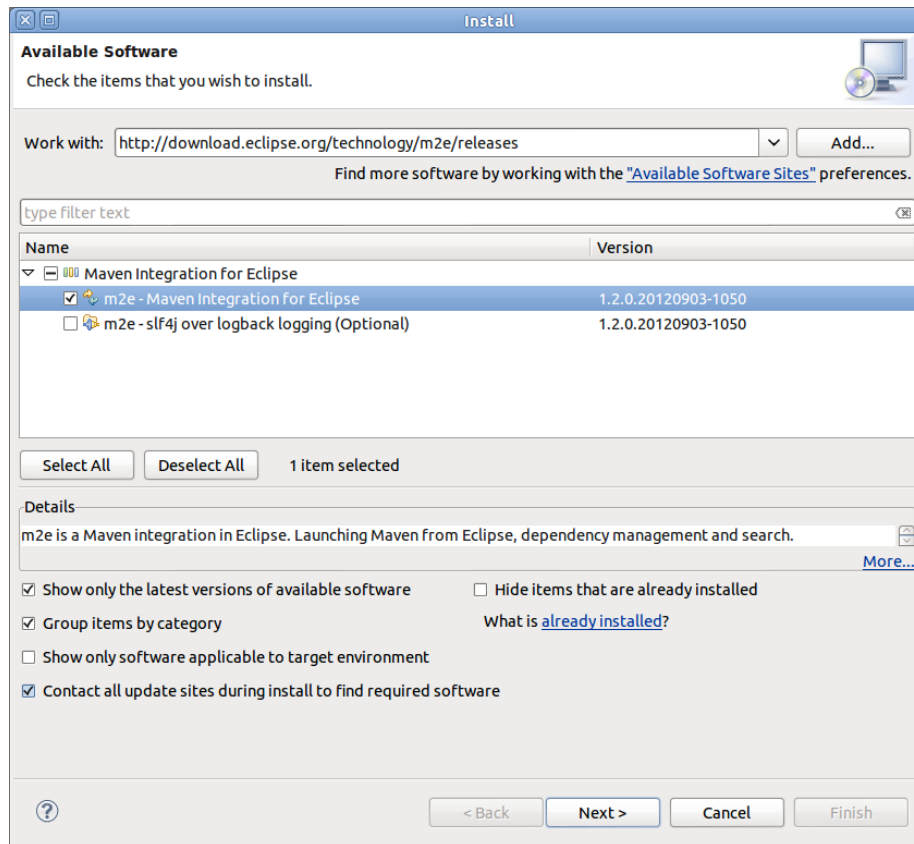 Install
Available Software
Check the items that you wish to install.
Work with: http://download.eclipse.org/technology/m2e/releases Add...
Find more software by working with the "Available Software Sites" preferences.
type filter text
Name Version
Maven Integration for Eclipse
m2e - Maven Integration for Eclipse 1.2.0.20120903-1050
m2e - slf4j over logback logging (Optional) 1.2.0.20120903-1050
Select All Deselect All 1 item selected
Details
m2e is a Maven integration in Eclipse. Launching Maven from Eclipse, dependency management and search.
More...
Show only the latest versions of available software Hide items that are already installed
Group items by category What is already installed?
Show only software applicable to target environment
Contact all update sites during install to find required software
? < Back Next > Cancel Finish